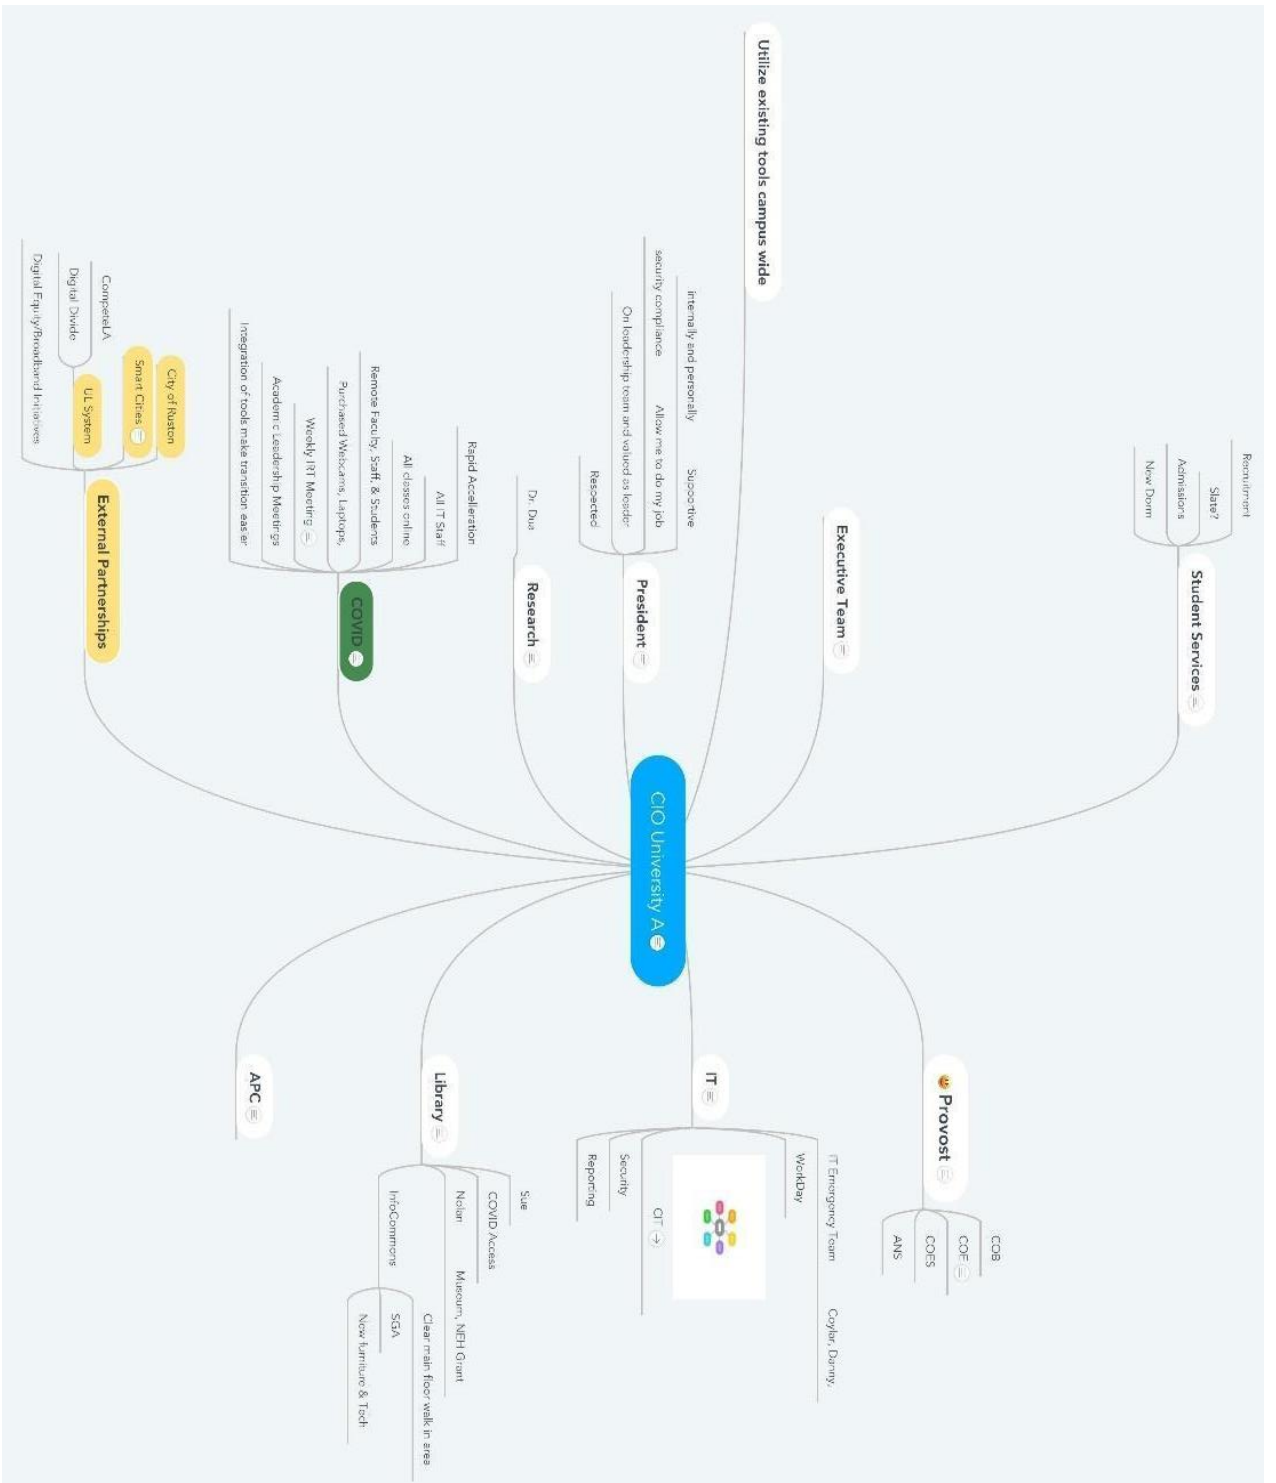 CIO University A
Student Services
Recruitment
Slate?
Admissions
New Dorm
Executive Team
Utilize existing tools campus wide
President
Supportive
internally and personally
Allow me to do my job
security compliance
On leadership team and valued as leader
Respected
Research
Dr. Dua
COVID
Rapid Accelleration
All IT Staff
All classes online
Remote Faculty, Staff, & Students
Purchased Webcams, Laptops,
Weekly IRT Meeting
Academic Leadership Meetings
Integration of tools make transition easier
External Partnerships
City of Ruston
Smart Cities
UL System
CompeteLA
Digital Divide
Digital Equity/Broadband Initiatives
Provost
COB
COE
COES
ANS
IT
IT Emergency Team
Coyler, Danny,
WorkDay
CIT
Security
Reporting
Library
Sue
COVID Access
Nolan
Museum, NEH Grant
InfoCommons
Clear main floor walk in area
SGA
New furniture & Tech
APC